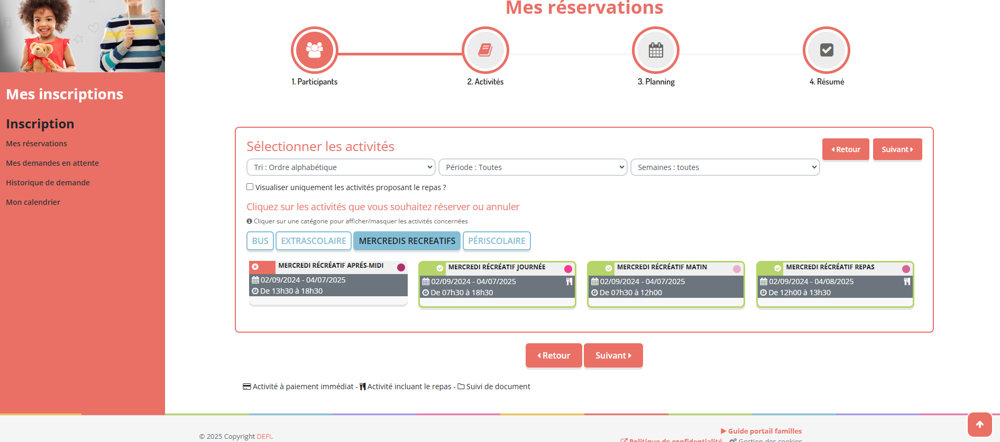 Mes réservations
1. Participants
2. Activités
3. Planning
4. Résumé
Mes inscriptions
Inscription
Mes réservations
Mes demandes en attente
Historique de demande
Mon calendrier
Sélectionner les activités
Retour
Suivant
Tri : Ordre alphabétique
Période : Toutes
Semaines : toutes
Visualiser uniquement les activités proposant le repas ?
Cliquez sur les activités que vous souhaitez réserver ou annuler
Cliquer sur une catégorie pour afficher/masquer les activités concernées
BUS
EXTRASCOLAIRE
MERCREDIS RECREATIFS
PÉRISCOLAIRE
MERCREDI RÉCRÉATIF APRÉS-MIDI
02/09/2024 - 04/07/2025
De 13h30 à 18h30
MERCREDI RÉCRÉATIF JOURNÉE
02/09/2024 - 04/07/2025
De 07h30 à 18h30
MERCREDI RÉCRÉATIF MATIN
02/09/2024 - 04/07/2025
De 07h30 à 12h00
MERCREDI RÉCRÉATIF REPAS
02/09/2024 - 04/08/2025
De 12h00 à 13h30
Retour
Suivant
Activité à paiement immédiat - Activité incluant le repas - Suivi de document
© 2025 Copyright DEFI.
Guide portail familles
Politique de confidentialité Gestion des cookies